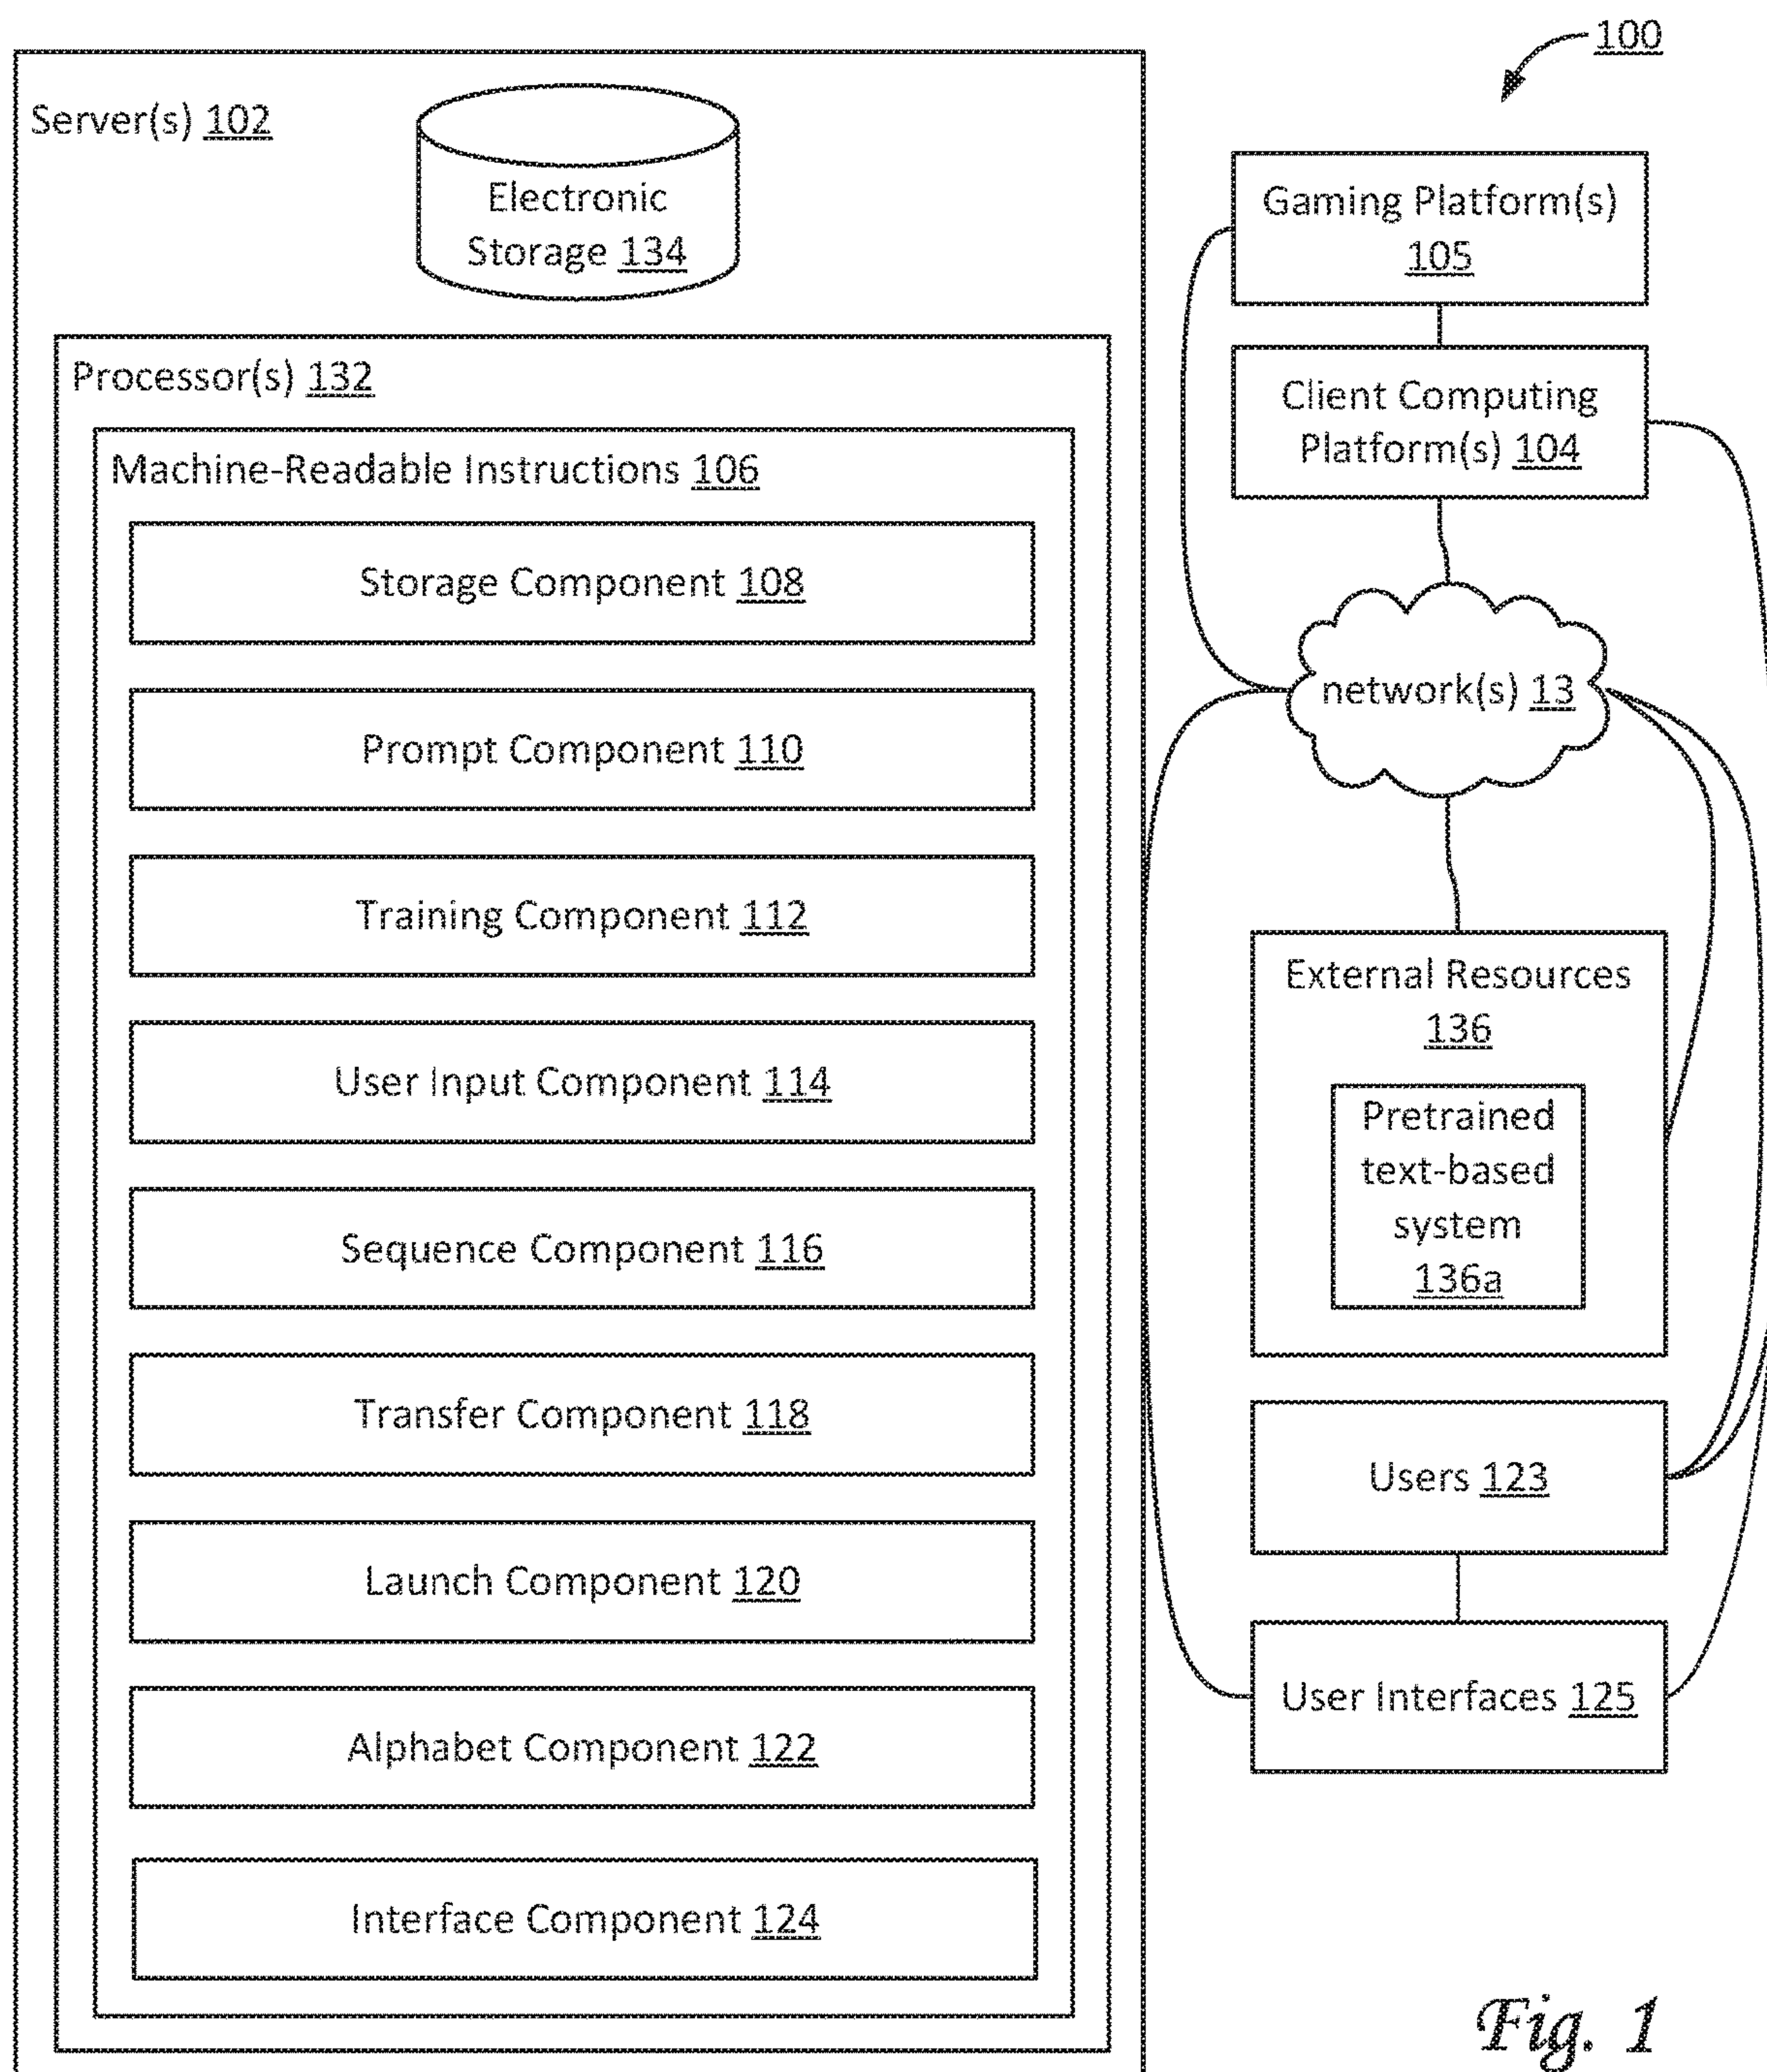 100
Server(s) 102
Electronic
Storage 134
Processor(s) 132
Machine-Readable Instructions 106
Storage Component 108
Prompt Component 110
Training Component 112
User Input Component 114
Sequence Component 116
Transfer Component 118
Launch Component 120
Alphabet Component 122
Interface Component 124
Gaming Platform(s)
105
Client Computing
Platform(s) 104
network(s) 13
External Resources
136
Pretrained
text-based
system
136a
Users 123
User Interfaces 125
Fig. 1